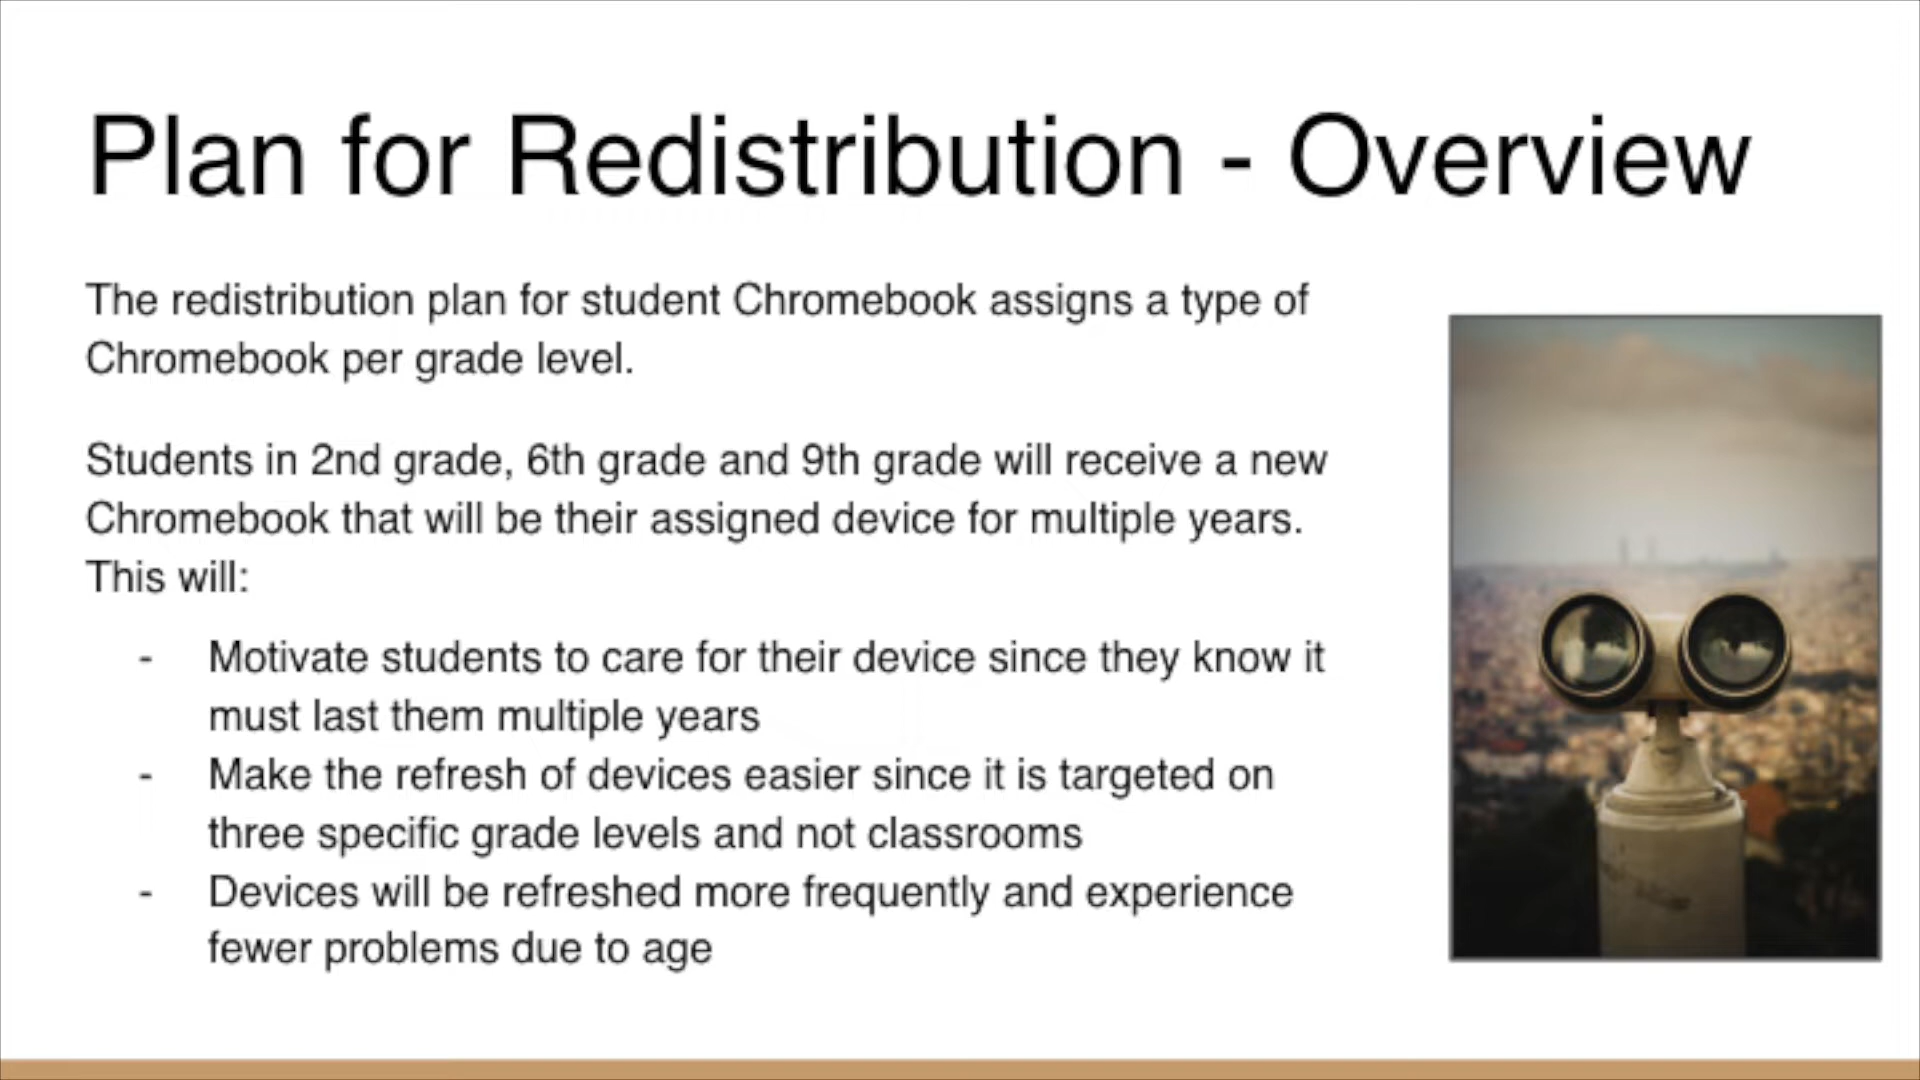 Plan for Redistribution - Overview
The redistribution plan for student Chromebook assigns a type of
Chromebook per grade level.
Students in 2nd grade, 6th grade and 9th grade will receive a new
Chromebook that will be their assigned device for multiple years.
This will:
- Motivate students to care for their device since they know it
must last them multiple years
- Make the refresh of devices easier since it is targeted on
three specific grade levels and not classrooms
- Devices will be refreshed more frequently and experience
fewer problems due to age